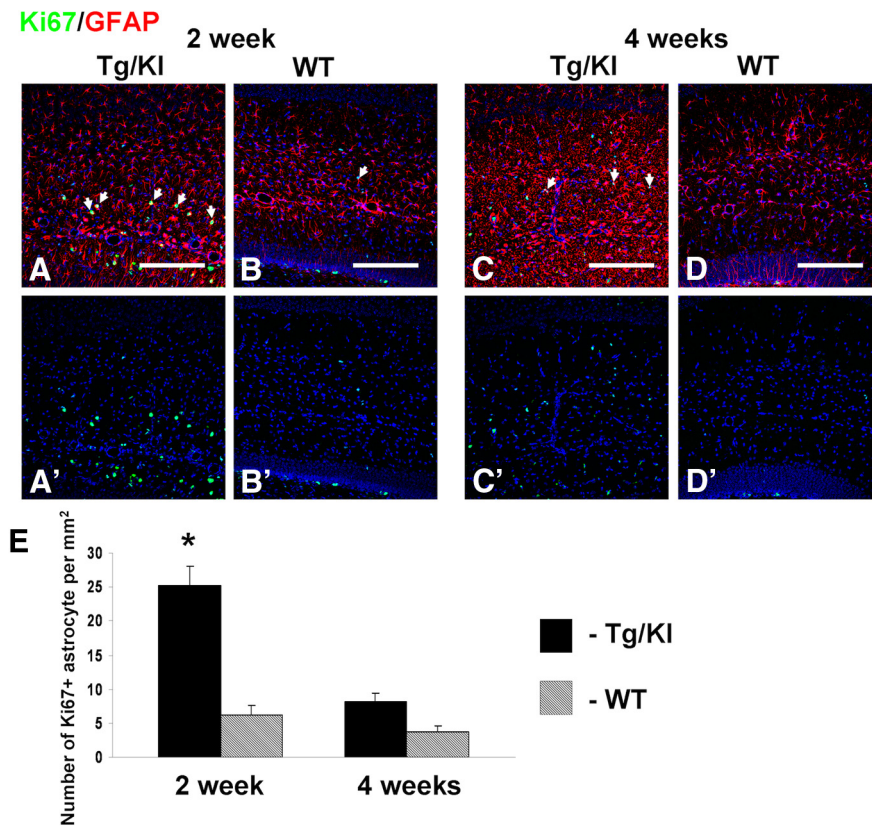 Ki67/GFAP
2 week
4 weeks
Tg/KI
WT
Tg/KI
WT
A
B
C
D
A'
B'
C'
D'
E
Number of Ki67+ astrocyte per mm²
30
25
20
15
10
5
0
*
2 week
4 weeks
- Tg/KI
- WT